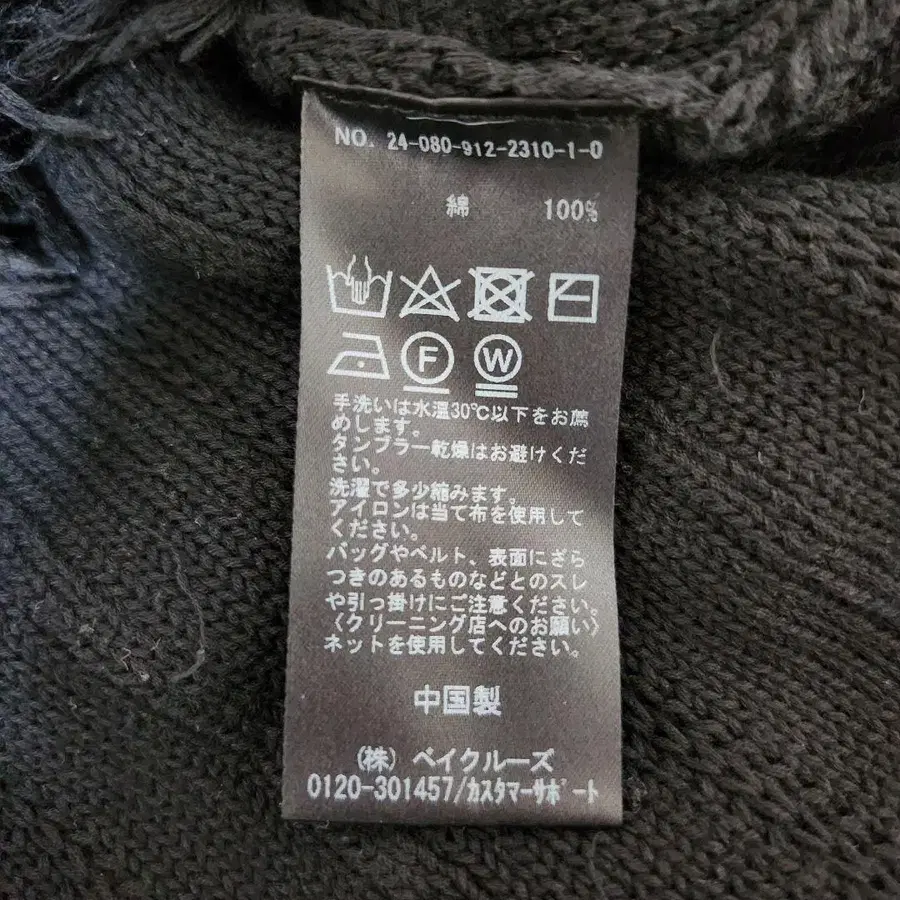 NO. 24-080-912-2310-1-0
綿 100%
F W
手洗いは水温30℃以下をお薦
めします。
タンブラー乾燥はお避けくだ
さい。
洗濯で多少縮みます。
アイロンは当て布を使用して
ください。
バッグやベルト、表面にざら
つきのあるものなどとのスレ
や引っ掛けにご注意ください。
（クリーニング店へのお願い）
ネットを使用してください。
中国製
（株）ベイクルーズ
0120-301457/ｶｽﾀﾏｰｻﾎﾟｰﾄ